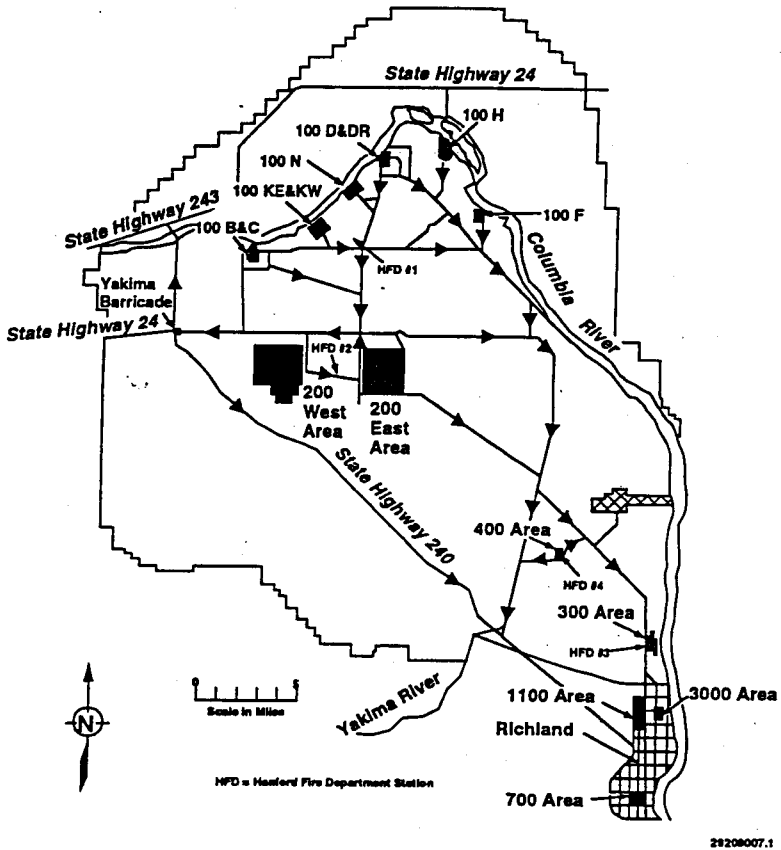 State Highway 24
100 H
100 D&DR
100 N
100 KE&KW
100 F
State Highway 243
100 B&C
HFD #1
Columbia
River
Yakima
Barricade
State Highway 24
HFD #2
200
West
Area
200
East
Area
State Highway 240
400 Area
HFD #4
300 Area
HFD #3
1100 Area
3000 Area
Richland
Yakima River
N
0
5
Scale in Miles
HFD = Hanford Fire Department Station
700 Area
29209007.1